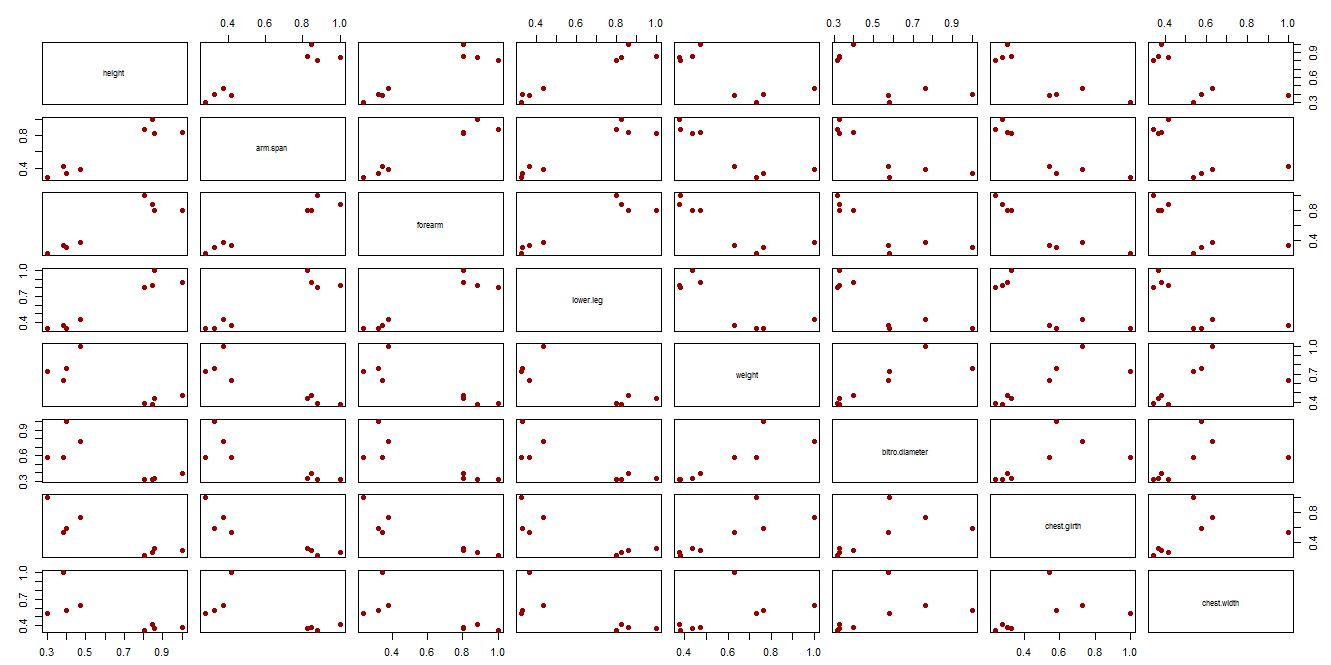 0.4 0.6 0.8 1.0 0.4 0.6 0.8 1.0 0.3 0.5 0.7 0.9 0.4 0.6 0.8 1.0
height 0.3 0.6 0.9
0.4 0.8 arm.span
forearm 0.4 0.8
0.4 0.7 1.0 lower.leg
weight 0.4 0.7 1.0
0.3 0.6 0.9 bitro.diameter
chest.girth 0.4 0.8
0.4 0.7 1.0 chest.width
0.3 0.5 0.7 0.9 0.4 0.6 0.8 1.0 0.4 0.6 0.8 1.0 0.4 0.6 0.8 1.0